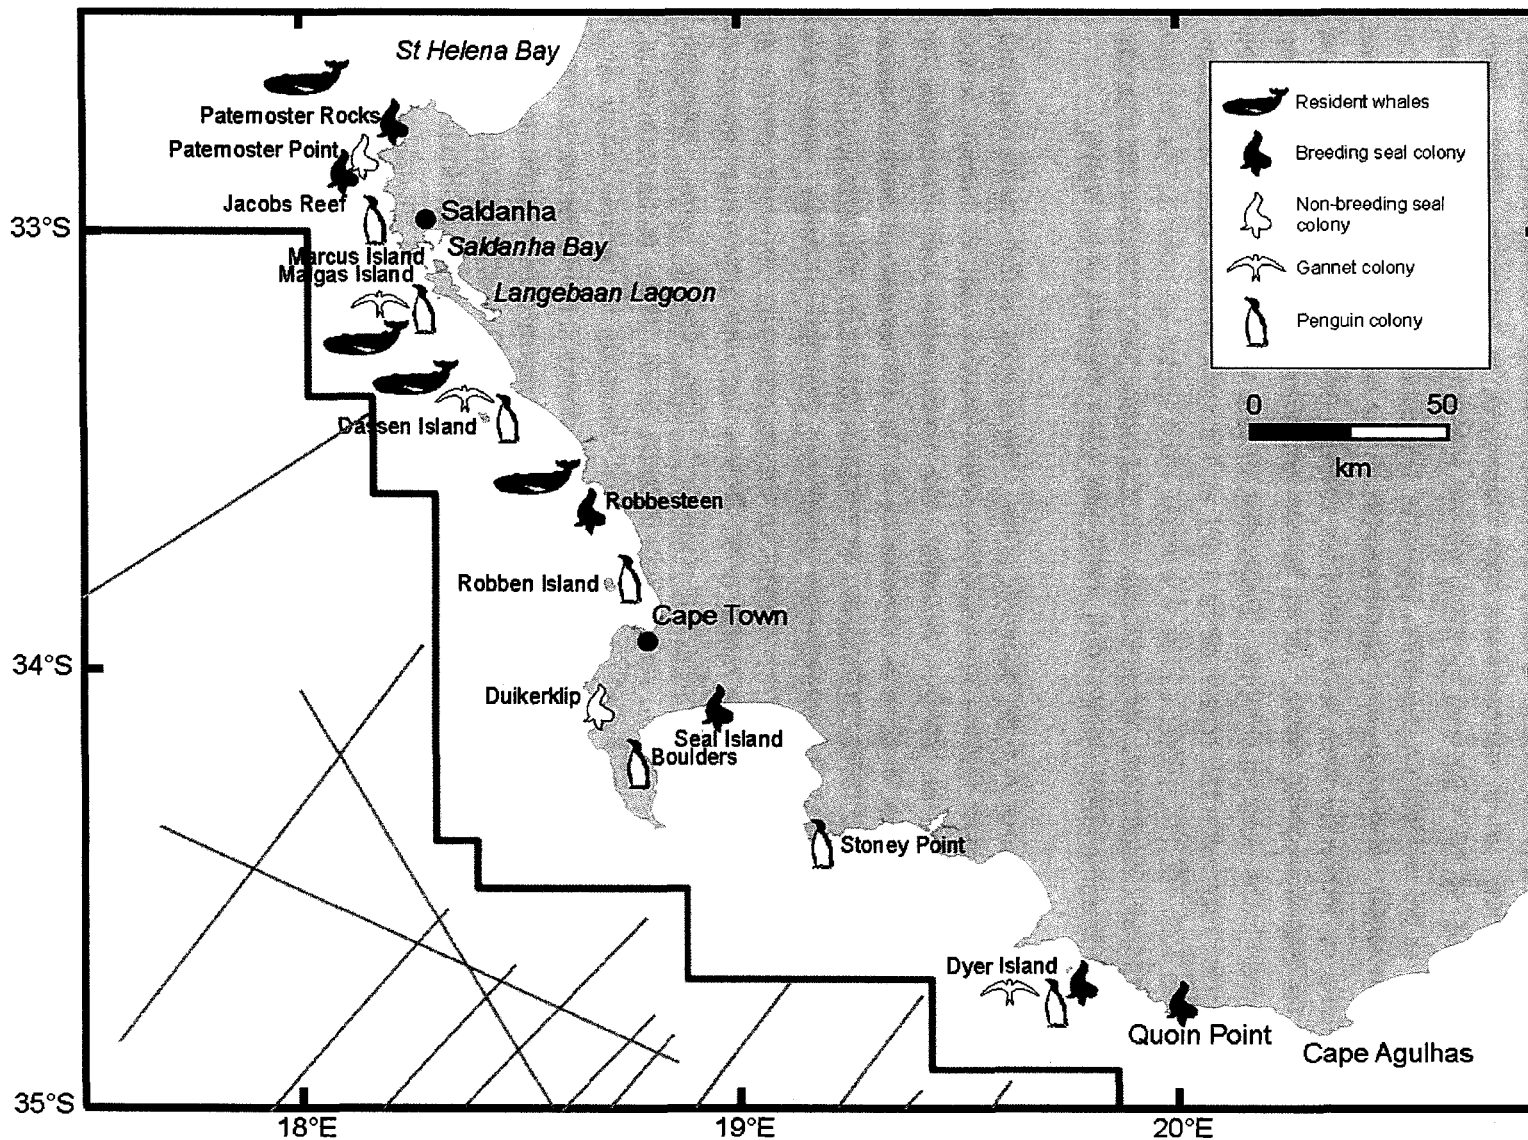 St Helena Bay
Paternoster Rocks
Paternoster Point
Jacobs Reef
Saldanha
33°S
Saldanha Bay
Marcus Island
Malgas Island
Langebaan Lagoon
Dassen Island
Robbesteen
Robben Island
Cape Town
34°S
Duikerklip
Seal Island
Boulders
Stoney Point
Dyer Island
Quoin Point
Cape Agulhas
35°S
18°E
19°E
20°E
Resident whales
Breeding seal colony
Non-breeding seal
colony
Gannet colony
Penguin colony
0 50
km